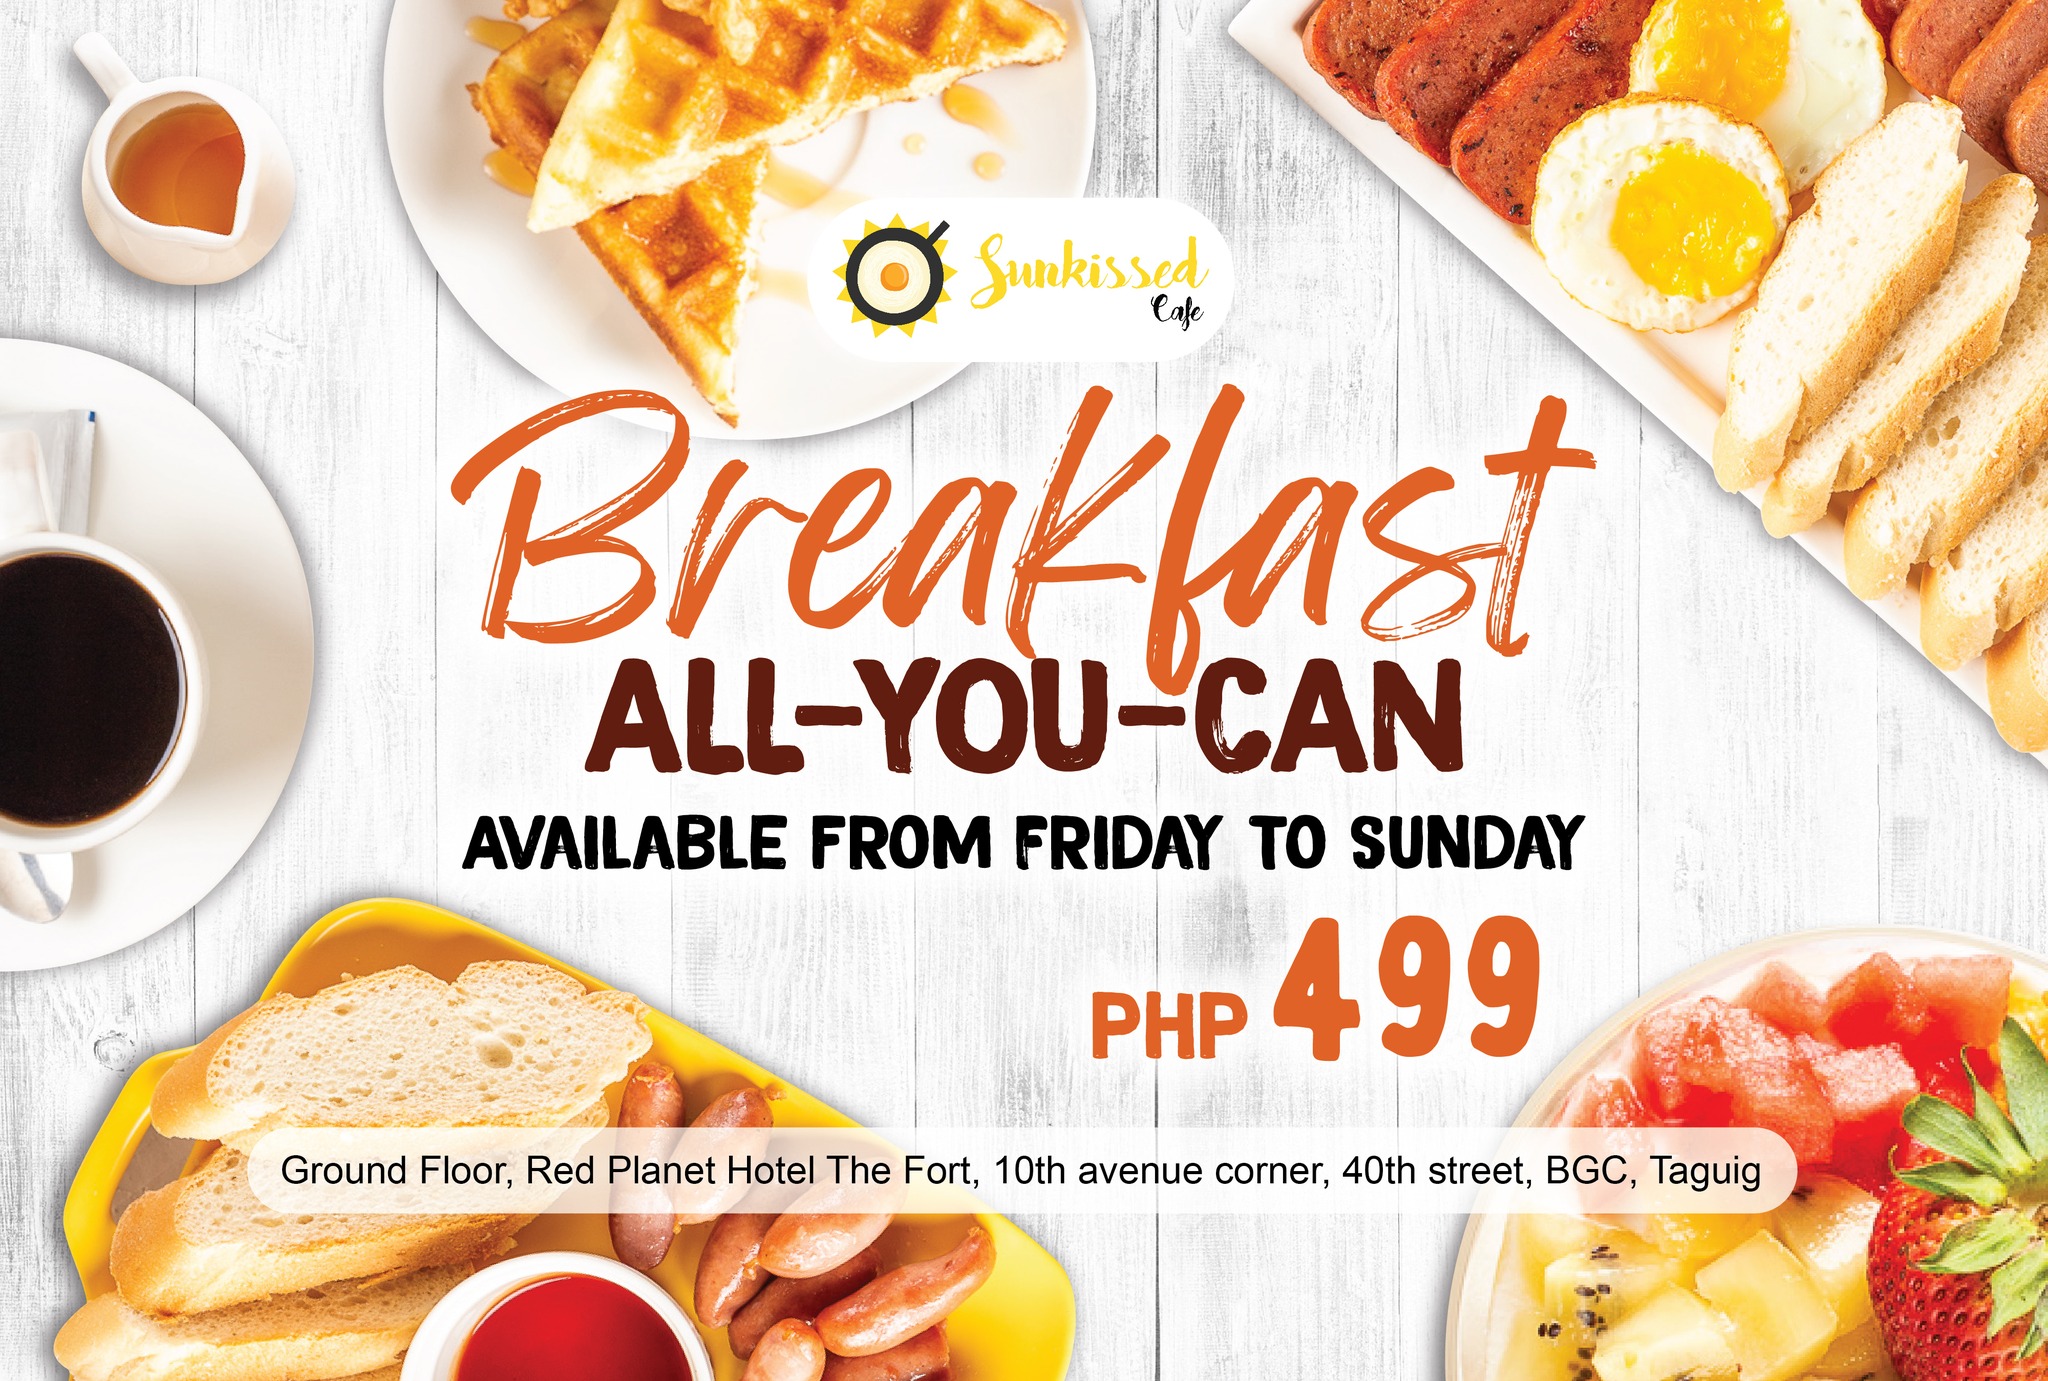 Sunkissed
Cafe
Breakfast
ALL-YOU-CAN
AVAILABLE FROM FRIDAY TO SUNDAY
PHP 499
Ground Floor, Red Planet Hotel The Fort, 10th avenue corner, 40th street, BGC, Taguig